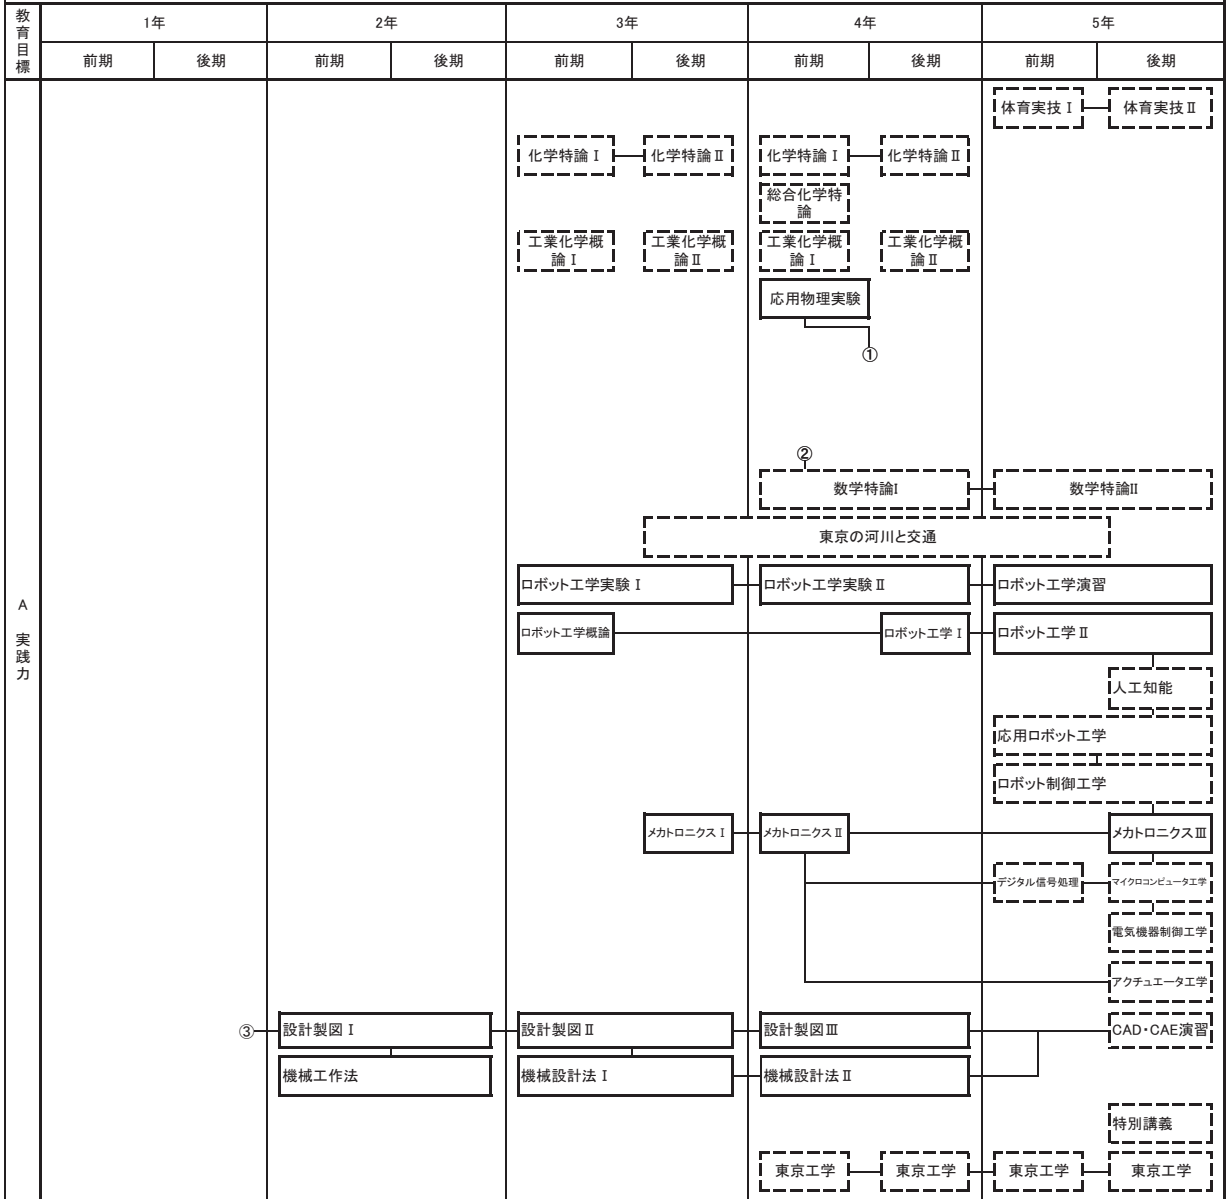 教育目標
1年
2年
3年
4年
5年
前期
後期
前期
後期
前期
後期
前期
後期
前期
後期
A 実践力
体育実技Ⅰ
体育実技Ⅱ
化学特論Ⅰ
化学特論Ⅱ
化学特論Ⅰ
化学特論Ⅱ
総合化学特
論
工業化学概
論Ⅰ
工業化学概
論Ⅱ
工業化学概
論Ⅰ
工業化学概
論Ⅱ
応用物理実験
①
②
数学特論I
数学特論II
東京の河川と交通
ロボット工学実験Ⅰ
ロボット工学実験Ⅱ
ロボット工学演習
ロボット工学概論
ロボット工学Ⅰ
ロボット工学Ⅱ
人工知能
応用ロボット工学
ロボット制御工学
メカトロニクスⅠ
メカトロニクスⅡ
メカトロニクスⅢ
デジタル信号処理
マイクロコンピュータ工学
電気機器制御工学
アクチュエータ工学
③
設計製図Ⅰ
設計製図Ⅱ
設計製図Ⅲ
CAD・CAE演習
機械工作法
機械設計法Ⅰ
機械設計法Ⅱ
特別講義
東京工学
東京工学
東京工学
東京工学